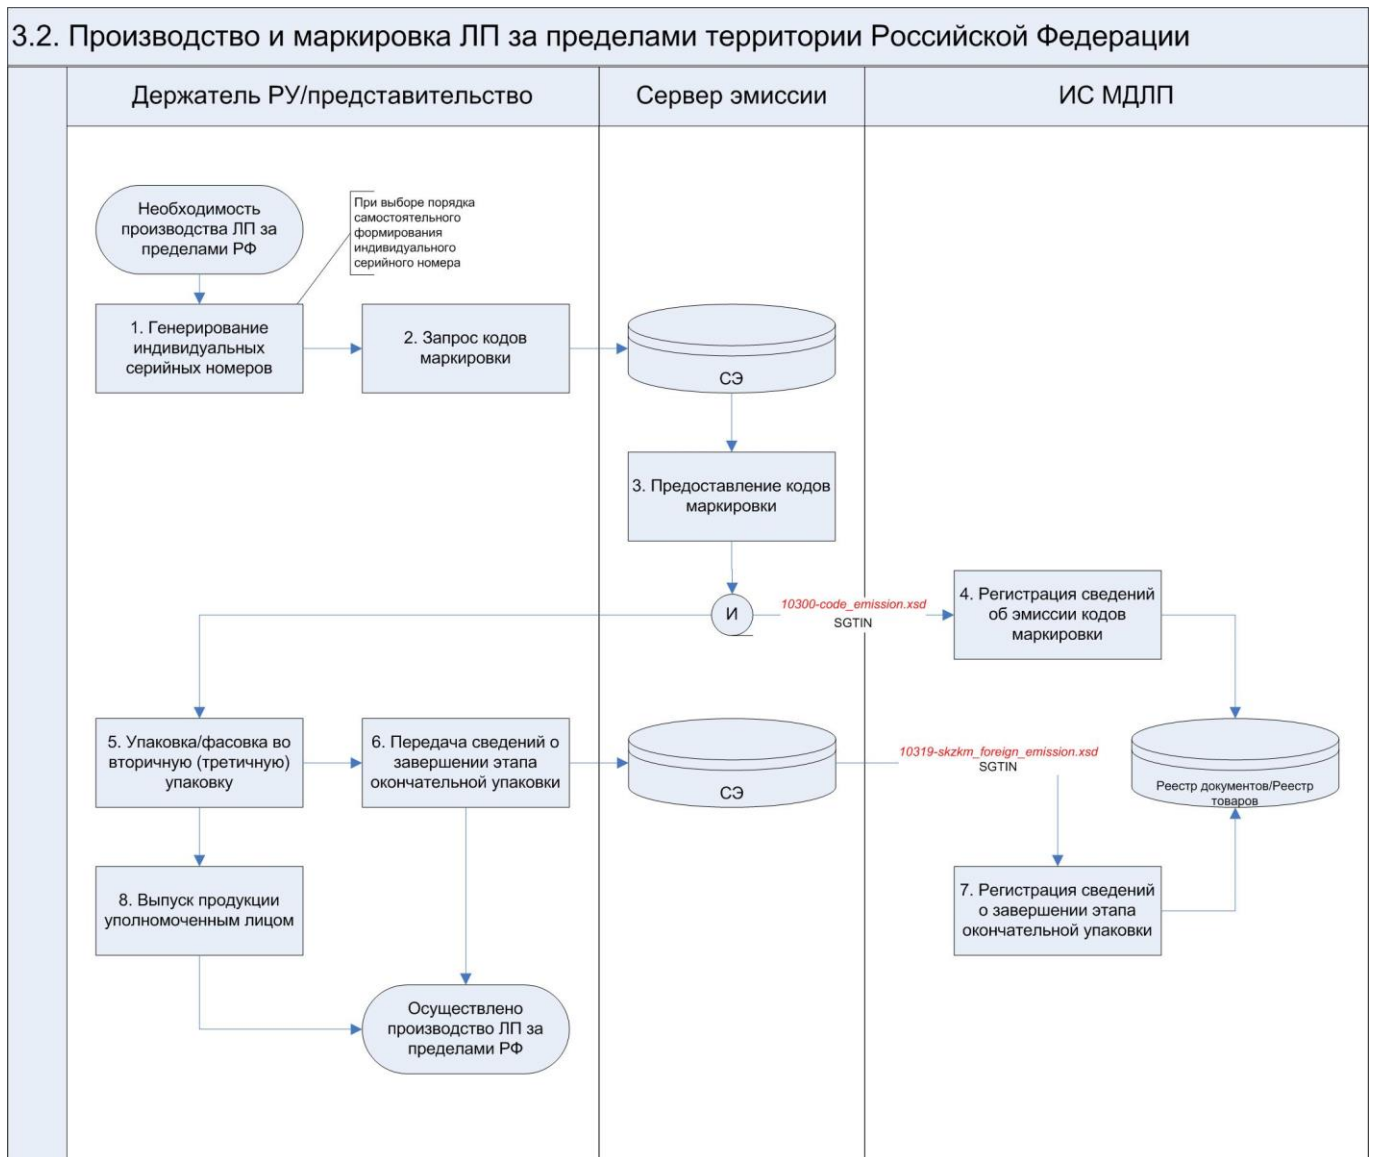 3.2. Производство и маркировка ЛП за пределами территории Российской Федерации
Держатель РУ/представительство
Сервер эмиссии
ИС МДЛП
Необходимость
производства ЛП за
пределами РФ
При выборе порядка
самостоятельного
формирования
индивидуального
серийного номера
1. Генерирование
индивидуальных
серийных номеров
2. Запрос кодов
маркировки
СЭ
3. Предоставление кодов
маркировки
И
10300-code_emission.xsd
SGTIN
4. Регистрация сведений
об эмиссии кодов
маркировки
5. Упаковка/фасовка во
вторичную (третичную)
упаковку
6. Передача сведений о
завершении этапа
окончательной упаковки
СЭ
10319-skzkm_foreign_emission.xsd
SGTIN
Реестр документов/Реестр
товаров
8. Выпуск продукции
уполномоченным лицом
7. Регистрация сведений
о завершении этапа
окончательной упаковки
Осуществлено
производство ЛП за
пределами РФ